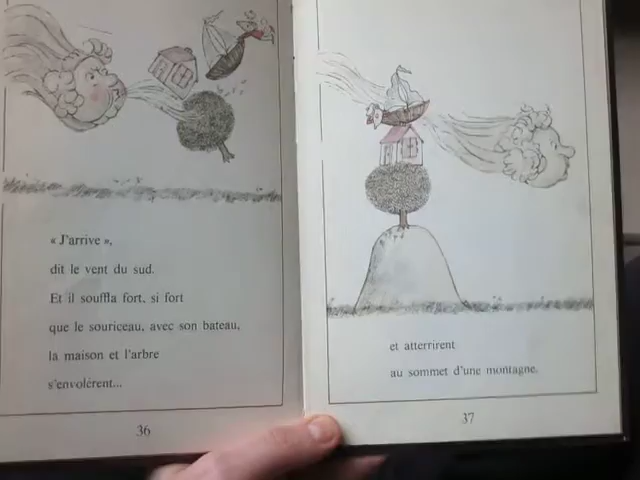 « J'arrive »,
dit le vent du sud.
Et il souffla fort, si fort
que le souriceau, avec son bateau,
la maison et l'arbre
s'envolèrent...
36
et atterrirent
au sommet d'une montagne.
37